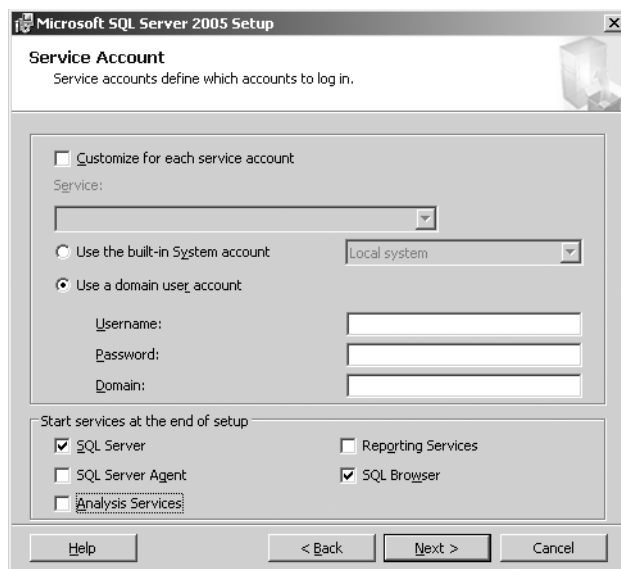 Microsoft SQL Server 2005 Setup
Service Account
Service accounts define which accounts to log in.
Customize for each service account
Service:
Use the built-in System account
Local system
Use a domain user account
Username:
Password:
Domain:
Start services at the end of setup
SQL Server
Reporting Services
SQL Server Agent
SQL Browser
Analysis Services
Help
< Back
Next >
Cancel